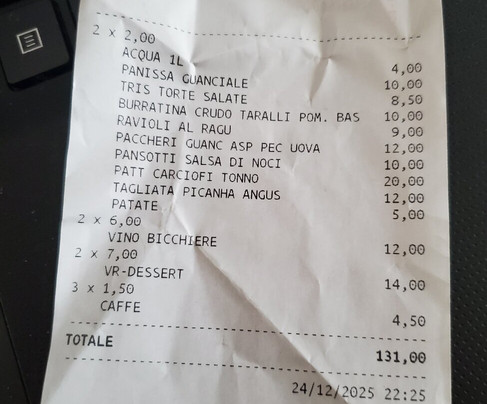 2 x 2,00
ACQUA 1L 4,00
PANISSA GUANCIALE 10,00
TRIS TORTE SALATE 8,50
BURRATINA CRUDO TARALLI POM. BAS 10,00
RAVIOLI AL RAGU 9,00
PACCHERI GUANC ASP PEC UOVA 12,00
PANSOTTI SALSA DI NOCI 10,00
PATT CARCIOFI TONNO 20,00
TAGLIATA PICANHA ANGUS 12,00
PATATE 5,00
2 x 6,00
VINO BICCHIERE 12,00
2 x 7,00
VR-DESSERT 14,00
3 x 1,50
CAFFE 4,50
TOTALE 131,00
24/12/2025 22:25